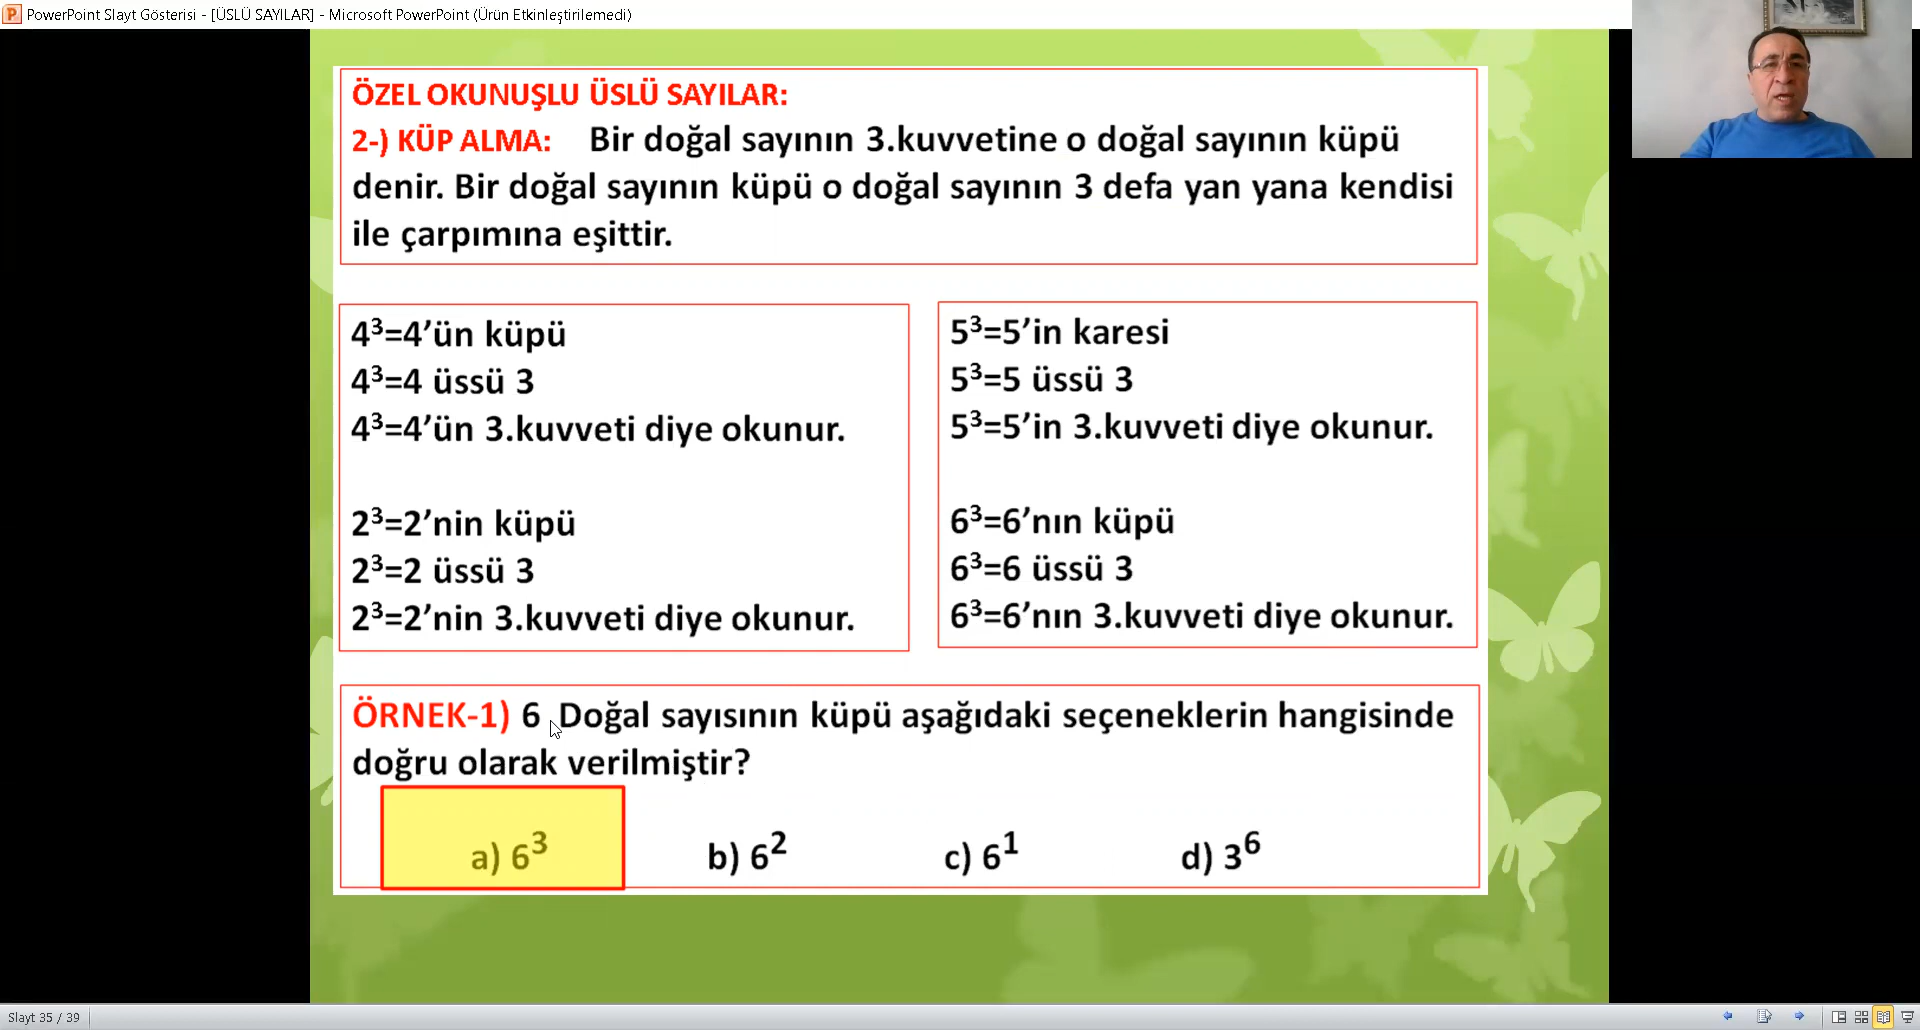 PowerPoint Slayt Gösterisi - [ÜSLÜ SAYILAR] - Microsoft PowerPoint (Ürün Etkinleştirilemedi)
ÖZEL OKUNUŞLU ÜSLÜ SAYILAR:
2-) KÜP ALMA: Bir doğal sayının 3.kuvvetine o doğal sayının küpü
denir. Bir doğal sayının küpü o doğal sayının 3 defa yan yana kendisi
ile çarpımına eşittir.
4³=4’ün küpü
4³=4 üssü 3
4³=4’ün 3.kuvveti diye okunur.
2³=2’nin küpü
2³=2 üssü 3
2³=2’nin 3.kuvveti diye okunur.
5³=5’in karesi
5³=5 üssü 3
5³=5’in 3.kuvveti diye okunur.
6³=6’nın küpü
6³=6 üssü 3
6³=6’nın 3.kuvveti diye okunur.
ÖRNEK-1) 6 Doğal sayısının küpü aşağıdaki seçeneklerin hangisinde
doğru olarak verilmiştir?
a) 6³ b) 6² c) 6¹ d) 3⁶
Slayt 35 / 39